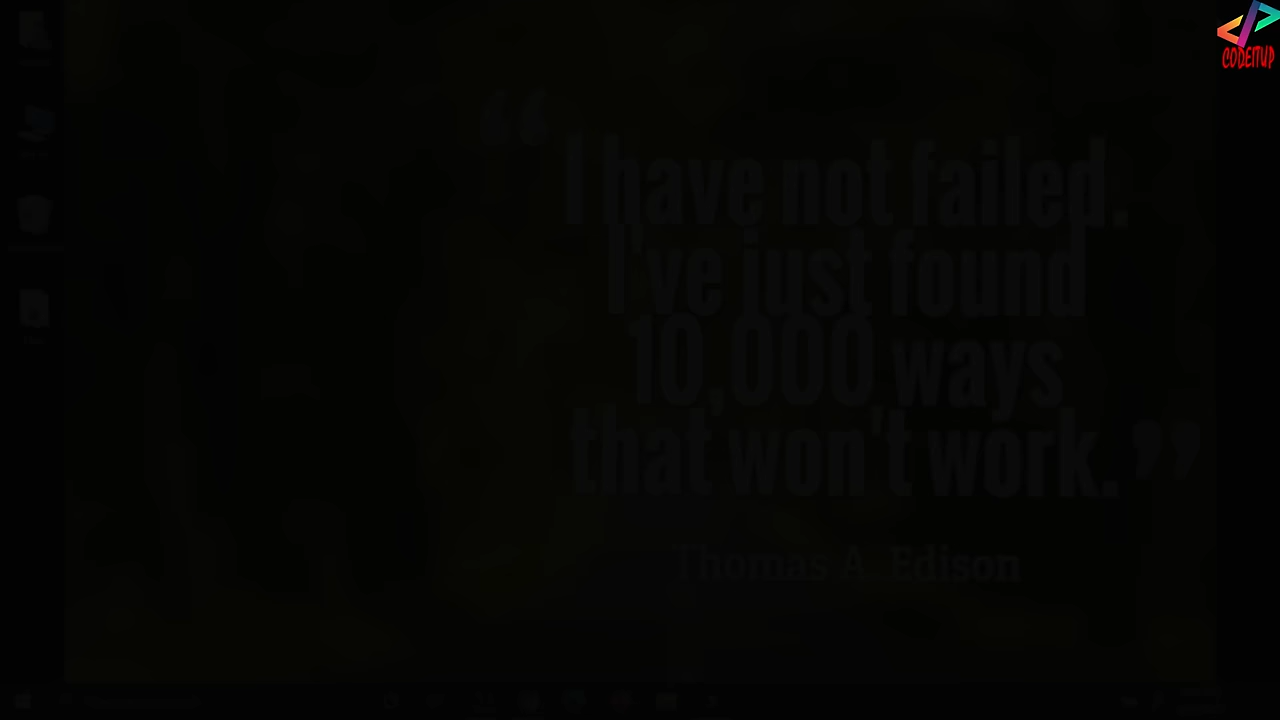 CODEITUP
“I have not failed.
I've just found
10,000 ways
that won't work.”
Thomas A. Edison